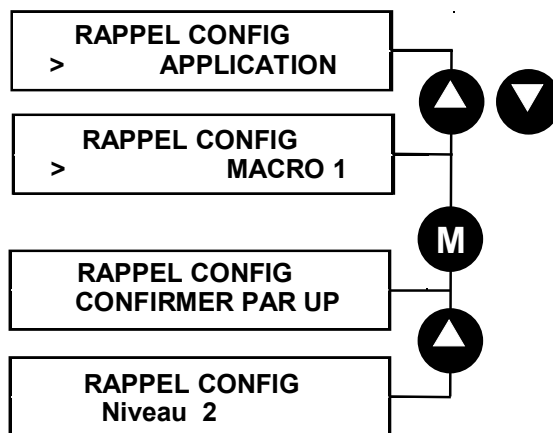 RAPPEL CONFIG
> APPLICATION
RAPPEL CONFIG
> MACRO 1
M
RAPPEL CONFIG
CONFIRMER PAR UP
RAPPEL CONFIG
Niveau 2